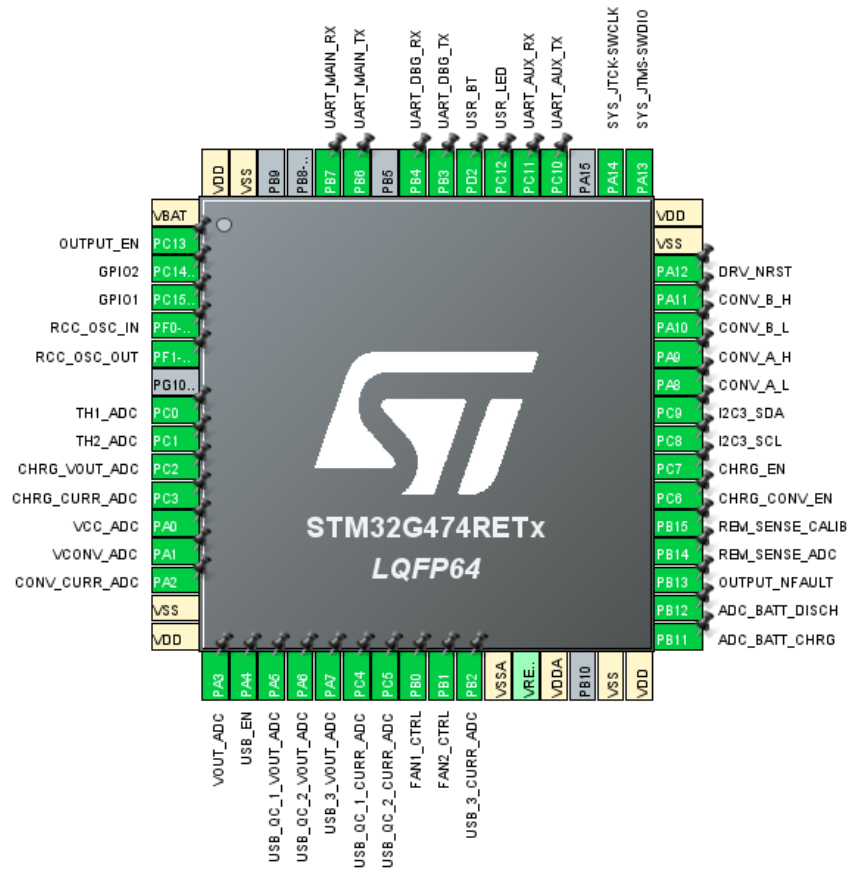 UART_MAIN_RX
UART_MAIN_TX
UART_DBG_RX
UART_DBG_TX
USR_BT
USR_LED
UART_AUX_RX
UART_AUX_TX
SYS_JTCK-SWCLK
SYS_JTMS-SWDIO
VDD
VSS
PB9
PB8-...
PB7
PB6
PB5
PB4
PB3
PD2
PC12
PC11
PC10
PA15
PA14
PA13
VBAT
OUTPUT_EN PC13
GPIO2 PC14..
GPIO1 PC15..
RCC_OSC_IN PF0-..
RCC_OSC_OUT PF1-..
PG10..
TH1_ADC PC0
TH2_ADC PC1
CHRG_VOUT_ADC PC2
CHRG_CURR_ADC PC3
VCC_ADC PA0
VCONV_ADC PA1
CONV_CURR_ADC PA2
VSS
VDD
ST
STM32G474RETx
LQFP64
VDD
VSS
PA12 DRV_NRST
PA11 CONV_B_H
PA10 CONV_B_L
PA9 CONV_A_H
PA8 CONV_A_L
PC9 I2C3_SDA
PC8 I2C3_SCL
PC7 CHRG_EN
PC6 CHRG_CONV_EN
PB15 REM_SENSE_CALIB
PB14 REM_SENSE_ADC
PB13 OUTPUT_NFAULT
PB12 ADC_BATT_DISCH
PB11 ADC_BATT_CHRG
PA3
PA4
PA5
PA6
PA7
PC4
PC5
PB0
PB1
PB2
VSSA
VRE..
VDDA
PB10
VSS
VDD
VOUT_ADC
USB_EN
USB_QC_1_VOUT_ADC
USB_QC_2_VOUT_ADC
USB_3_VOUT_ADC
USB_QC_1_CURR_ADC
USB_QC_2_CURR_ADC
FAN1_CTRL
FAN2_CTRL
USB_3_CURR_ADC